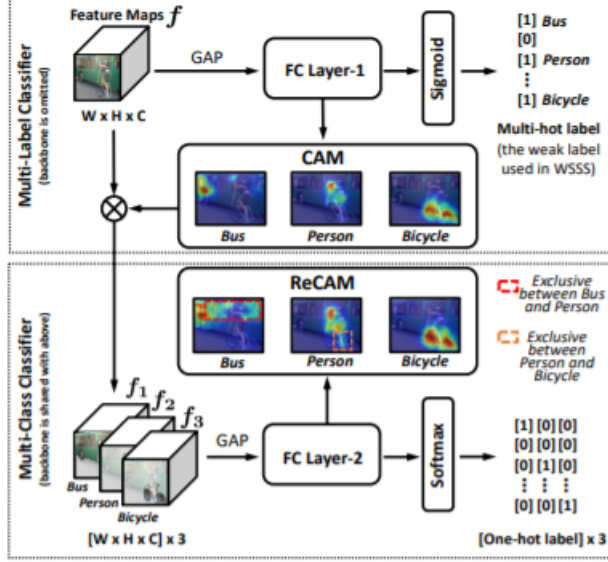 Multi-Label Classifier
(backbone is omitted)
Feature Maps f
W x H x C
GAP
FC Layer-1
Sigmoid
[1] Bus
[0]
[1] Person
⋮
[1] Bicycle
Multi-hot label
(the weak label
used in WSSS)
CAM
Bus
Person
Bicycle
Multi-Class Classifier
(backbone is shared with above)
ReCAM
Bus
Person
Bicycle
Exclusive
between Bus
and Person
Exclusive
between
Person and
Bicycle
f1
f2
f3
Bus
Person
Bicycle
[W x H x C] x 3
GAP
FC Layer-2
Softmax
[1] [0] [0]
[0] [0] [0]
[0] [1] [0]
⋮ ⋮ ⋮
[0] [0] [1]
[One-hot label] x 3